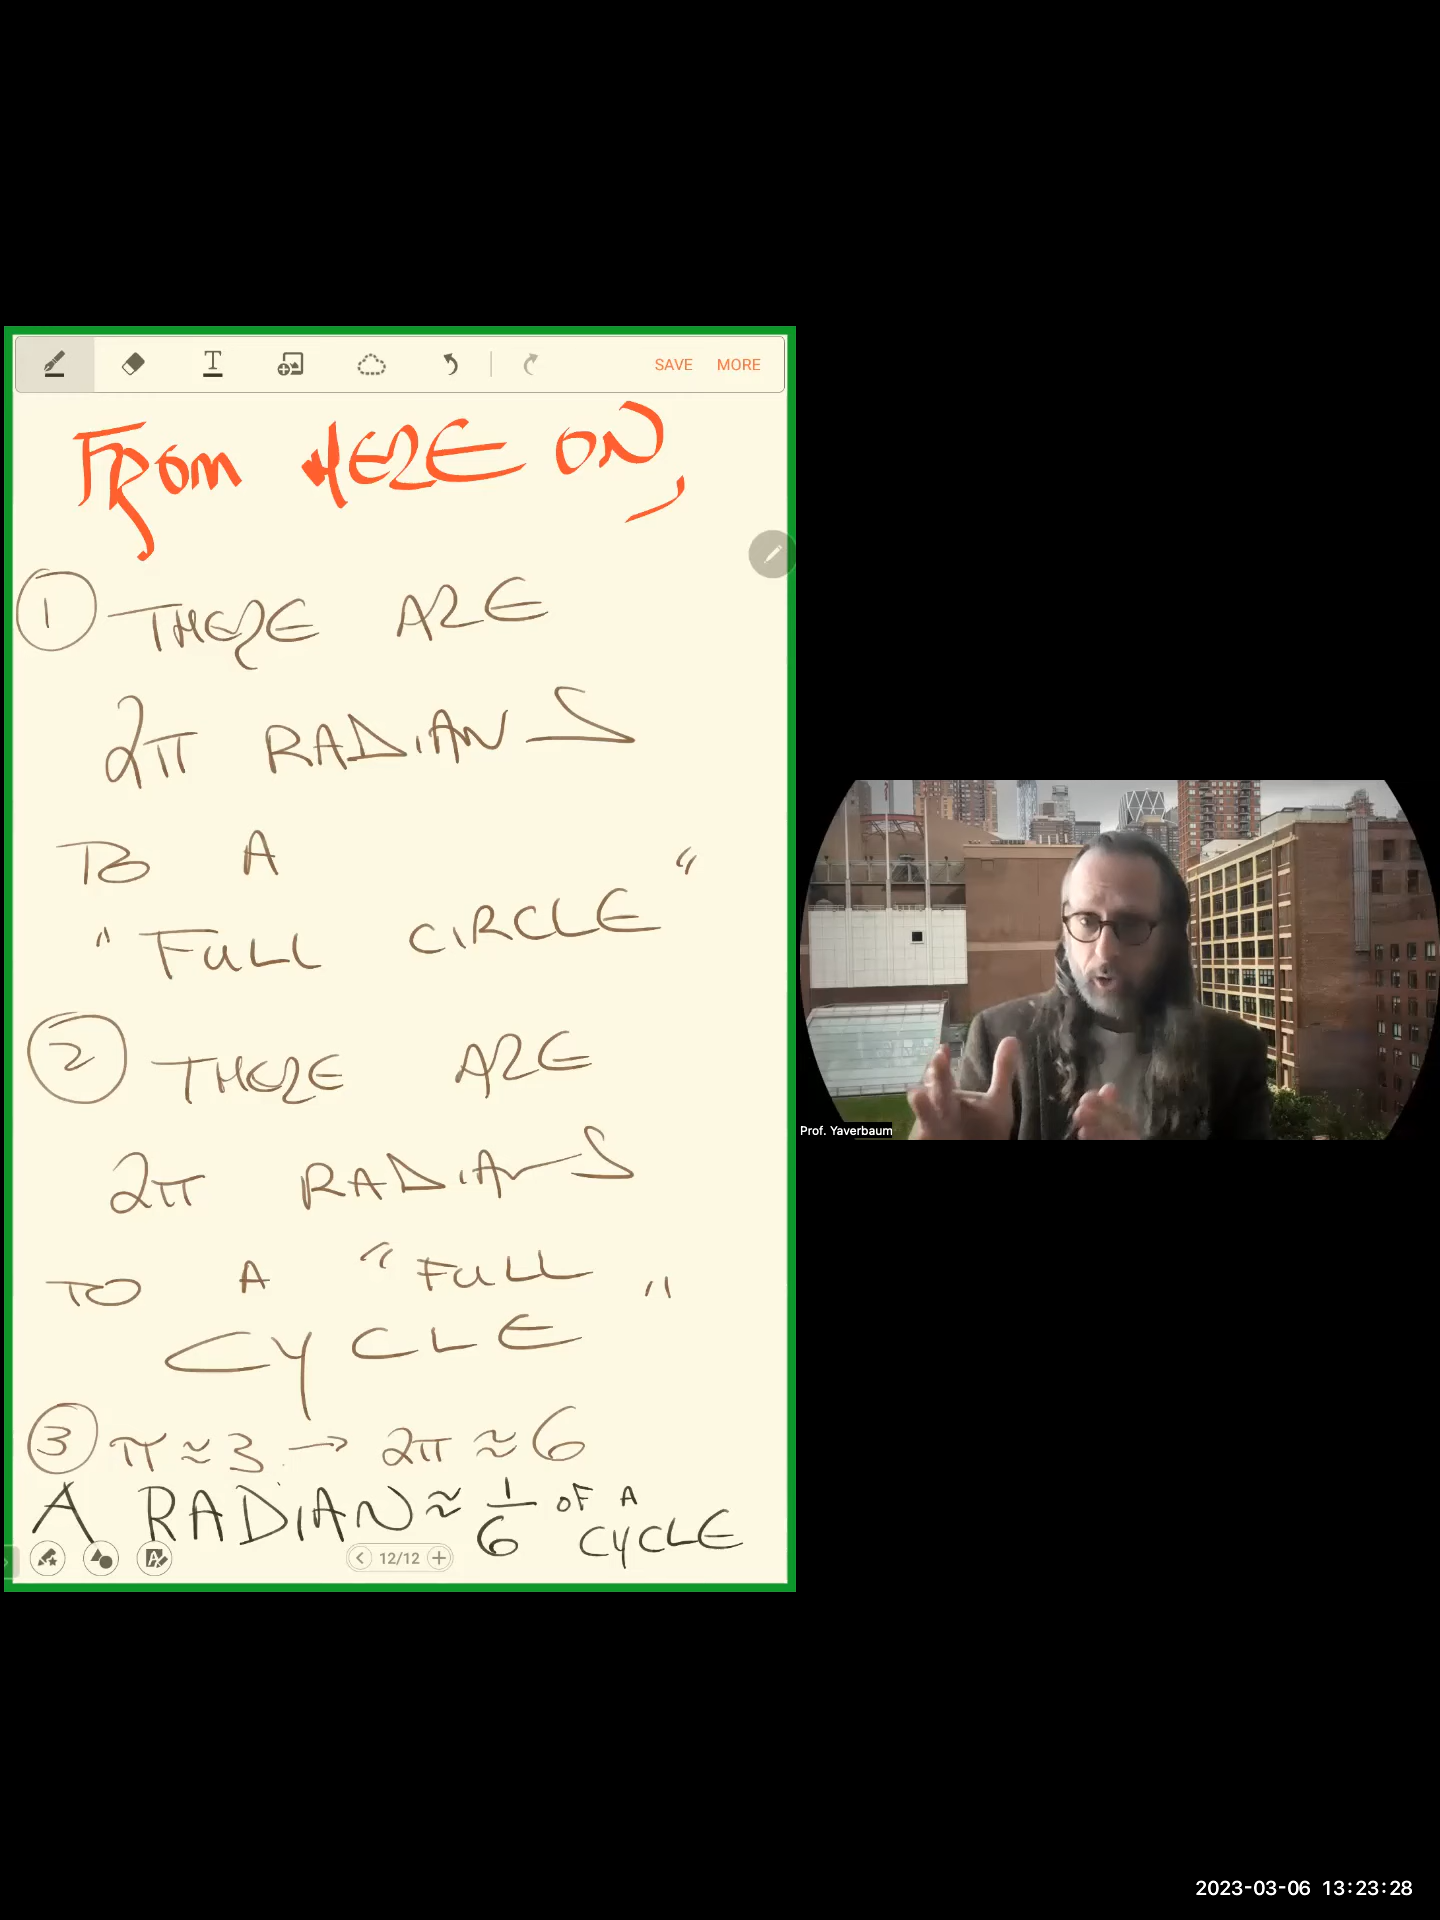 T
SAVE
MORE
FROM HERE ON,
1 THERE ARE
2π RADIANS
TO A
"FULL CIRCLE"
2 THERE ARE
2π RADIANS
TO A "FULL
CYCLE"
3 π ≈ 3 → 2π ≈ 6
A RADIAN ≈ 1/6 OF A
CYCLE
12/12
Prof. Yaverbaum
2023-03-06 13:23:28